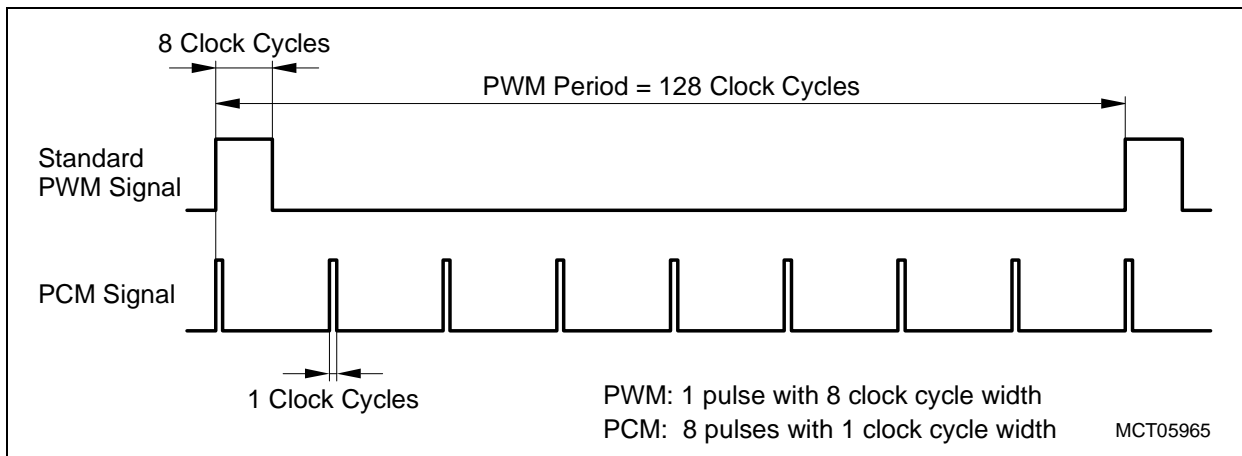 8 Clock Cycles
PWM Period = 128 Clock Cycles
Standard
PWM Signal
PCM Signal
1 Clock Cycles
PWM: 1 pulse with 8 clock cycle width
PCM: 8 pulses with 1 clock cycle width
MCT05965